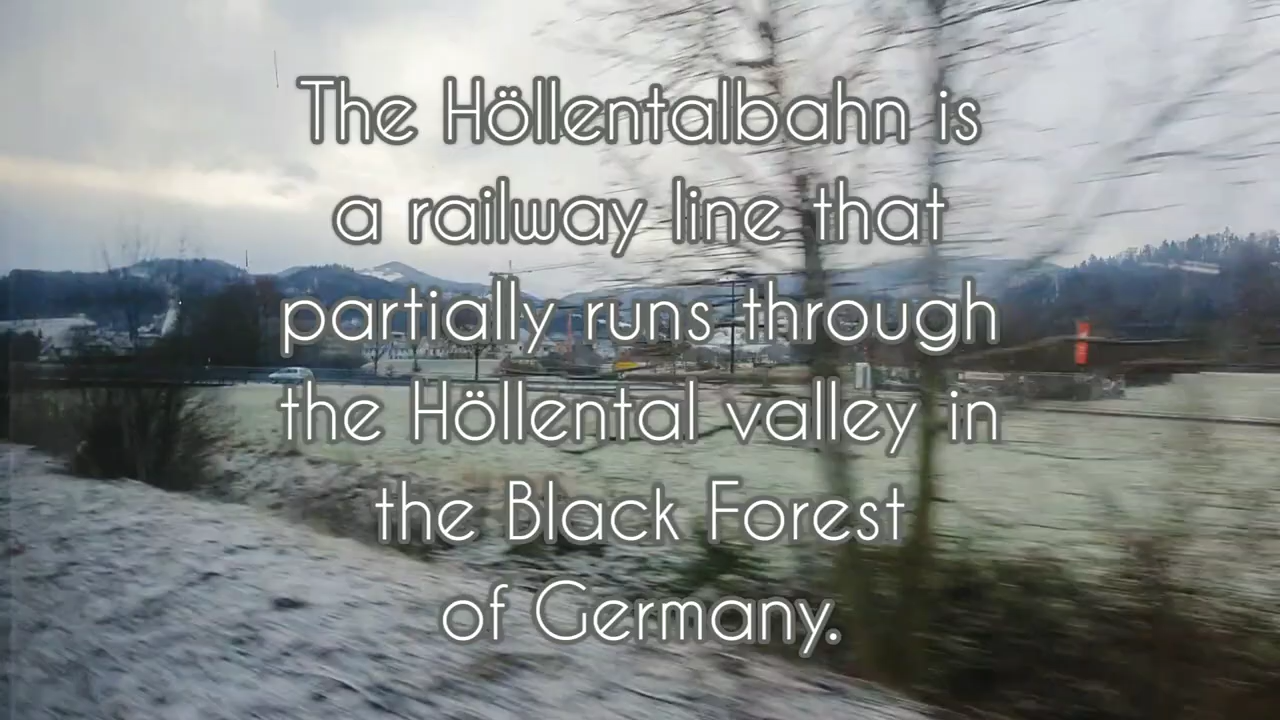 The Höllentalbahn is
a railway line that
partially runs through
the Höllental valley in
the Black Forest
of Germany.